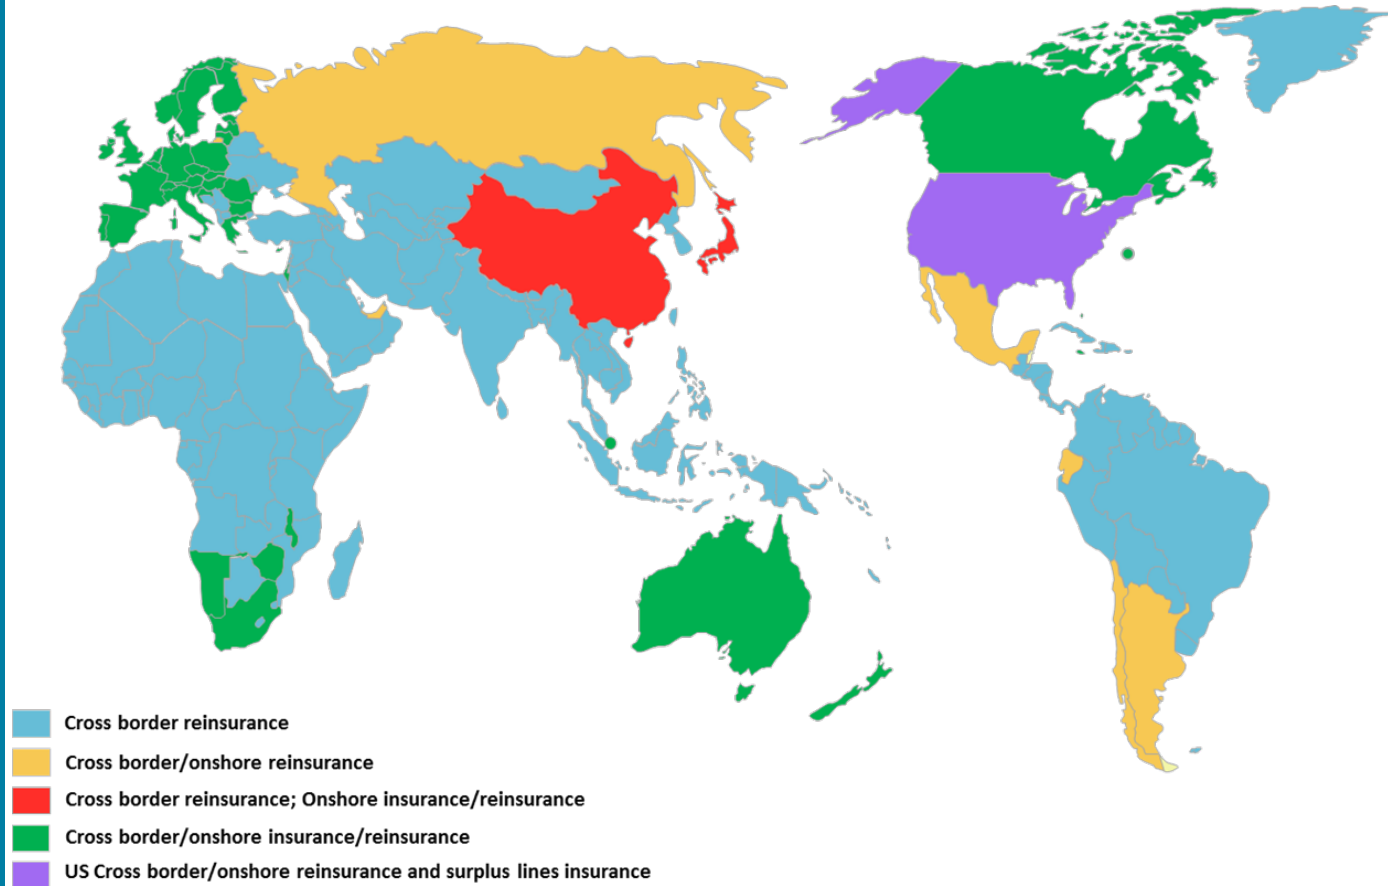 Cross border reinsurance
Cross border/onshore reinsurance
Cross border reinsurance; Onshore insurance/reinsurance
Cross border/onshore insurance/reinsurance
US Cross border/onshore reinsurance and surplus lines insurance